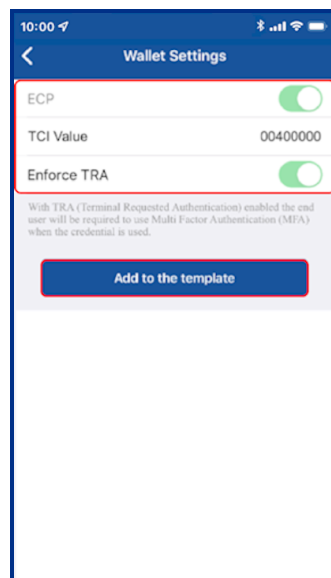 10:00
Wallet Settings
ECP
TCI Value 00400000
Enforce TRA
With TRA (Terminal Requested Authentication) enabled the end
user will be required to use Multi Factor Authentication (MFA)
when the credential is used.
Add to the template